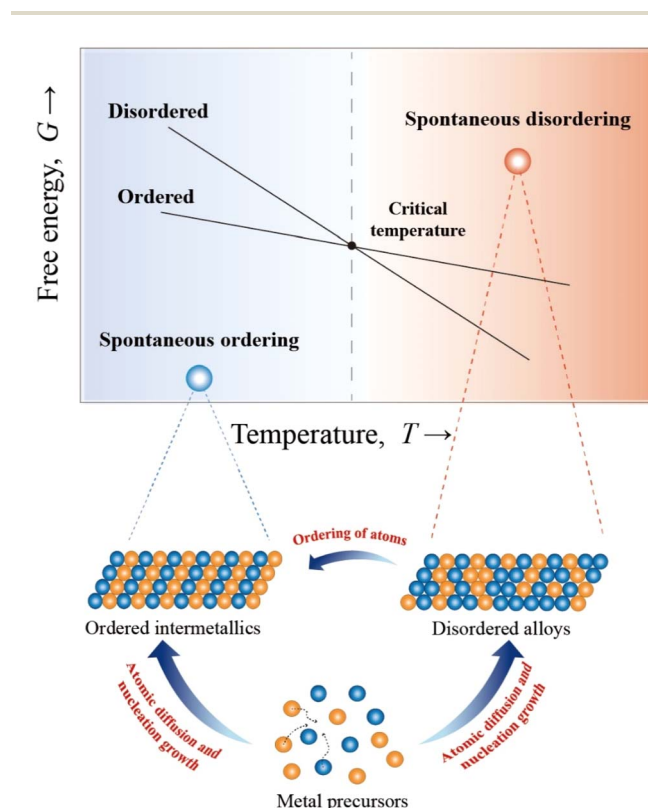 Disordered
Spontaneous disordering
Ordered
Critical
temperature
Free energy, G →
Spontaneous ordering
Temperature, T →
Ordering of atoms
Ordered intermetallics
Disordered alloys
Atomic diffusion and
nucleation growth
Atomic diffusion and
nucleation growth
Metal precursors